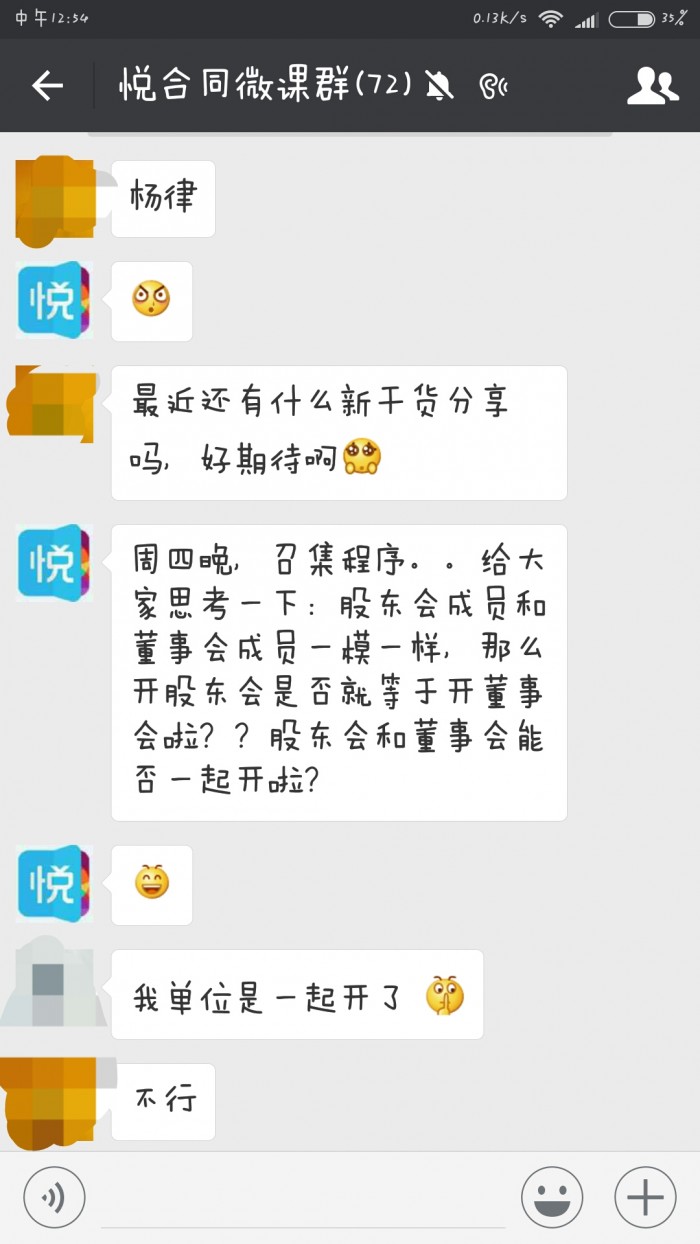 中午12:54
0.13K/s
35%
悦合同微课群(72)
杨律
悦
最近还有什么新干货分享
吗，好期待啊
悦
周四晚，召集程序。。给大
家思考一下：股东会成员和
董事会成员一模一样，那么
开股东会是否就等于开董事
会啦？？股东会和董事会能
否一起开啦？
悦
我单位是一起开了
不行